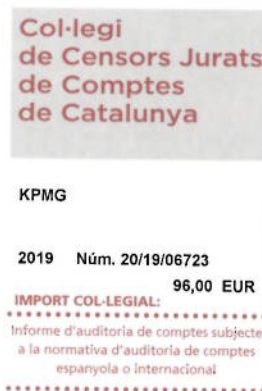 Col·legi
de Censors Jurats
de Comptes
de Catalunya
KPMG
2019 Núm. 20/19/06723
96,00 EUR
IMPORT COL·LEGIAL:
Informe d'auditoria de comptes subjecte
a la normativa d'auditoria de comptes
espanyola o internacional